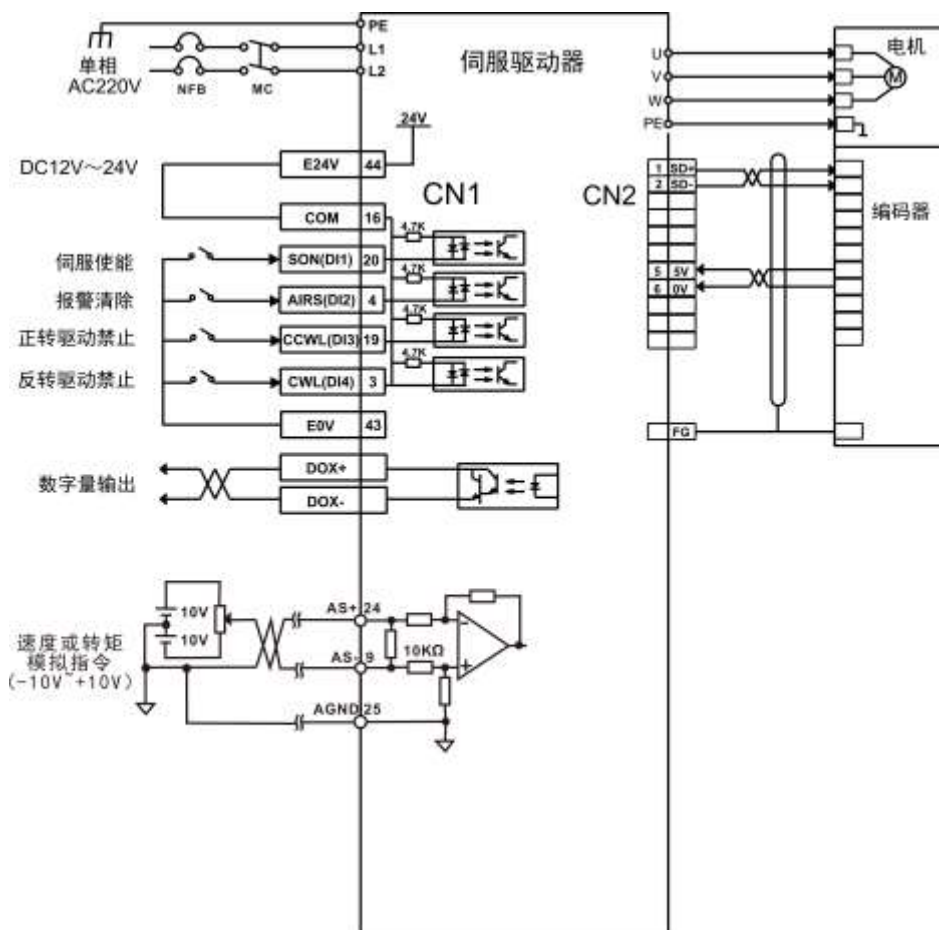 PE
L1
L2
单相
AC220V
NFB
MC
伺服驱动器
U
V
W
PE
电机
M
24V
DC12V～24V
E24V 44
COM 16
CN1
4.7K
伺服使能
SON(DI1) 20
4.7K
报警清除
AIRS(DI2) 4
4.7K
正转驱动禁止
CCWL(DI3) 19
4.7K
反转驱动禁止
CWL(DI4) 3
E0V 43
CN2
1 SD+
2 SD-
5 5V
6 0V
FG
编码器
数字量输出
DOX+
DOX-
10V
10V
速度或转矩
模拟指令
(-10V~+10V)
AS+ 24
AS- 9
10KΩ
AGND 25
-
+